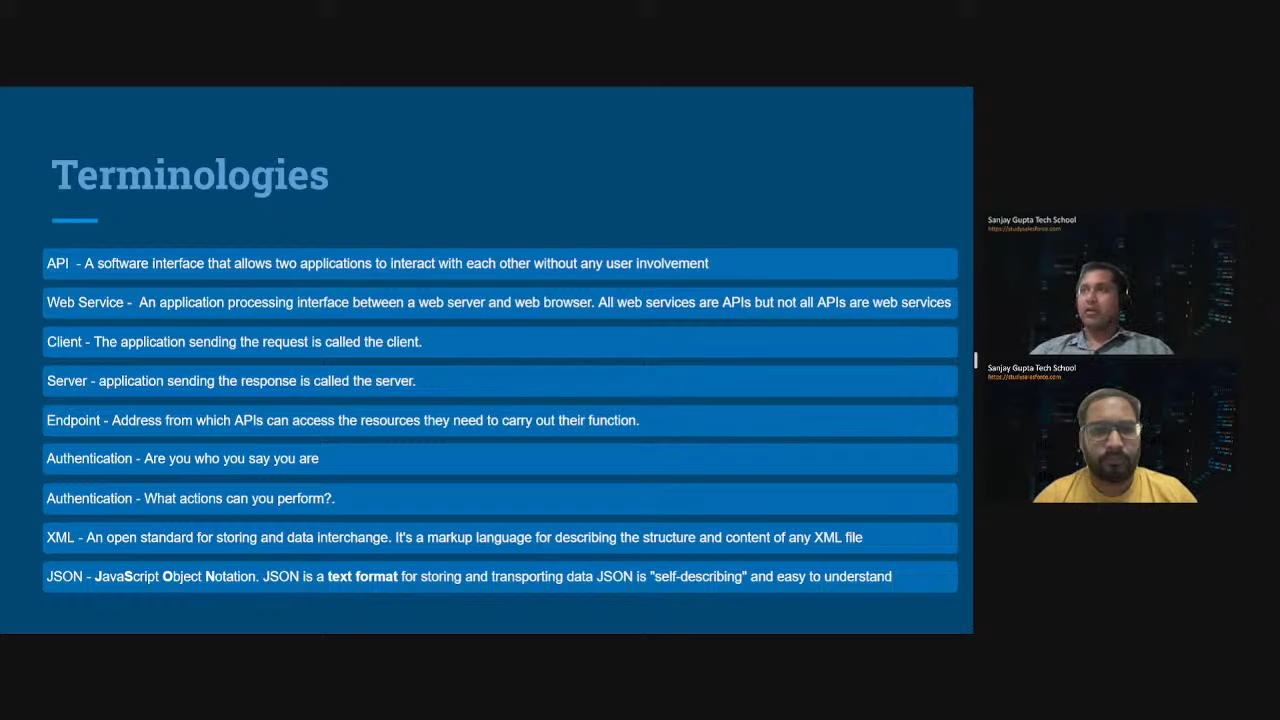 Terminologies
API - A software interface that allows two applications to interact with each other without any user involvement
Web Service - An application processing interface between a web server and web browser. All web services are APIs but not all APIs are web services
Client - The application sending the request is called the client.
Server - application sending the response is called the server.
Endpoint - Address from which APIs can access the resources they need to carry out their function.
Authentication - Are you who you say you are
Authentication - What actions can you perform?.
XML - An open standard for storing and data interchange. It's a markup language for describing the structure and content of any XML file
JSON - JavaScript Object Notation. JSON is a text format for storing and transporting data JSON is "self-describing" and easy to understand
Sanjay Gupta Tech School
https://studysalesforce.com
Sanjay Gupta Tech School
https://studysalesforce.com